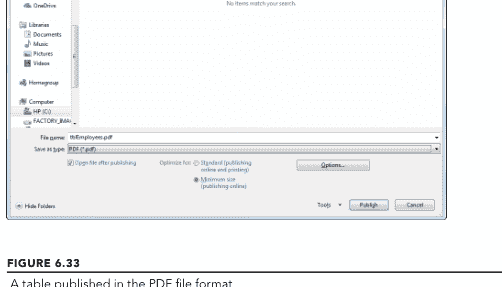 OneDrive
No items match your search.
Libraries
Documents
Music
Pictures
Videos
Homegroup
Computer
HP (C:)
FACTORY_IMA
File name: tblEmployees.pdf
Save as type: PDF (*.pdf)
Open file after publishing
Optimize for: Standard (publishing
online and printing)
Minimum size
(publishing online)
Options...
Hide Folders
Tools
Publish
Cancel
FIGURE 6.33
A table published in the PDF file format